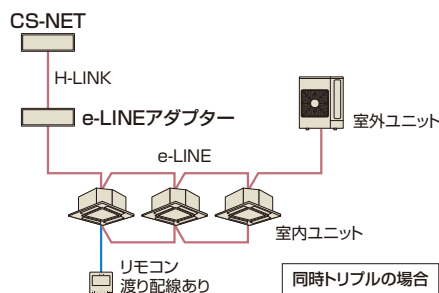 CS-NET
H-LINK
e-LINEアダプター
室外ユニット
e-LINE
室内ユニット
リモコン
渡り配線あり
同時トリプルの場合